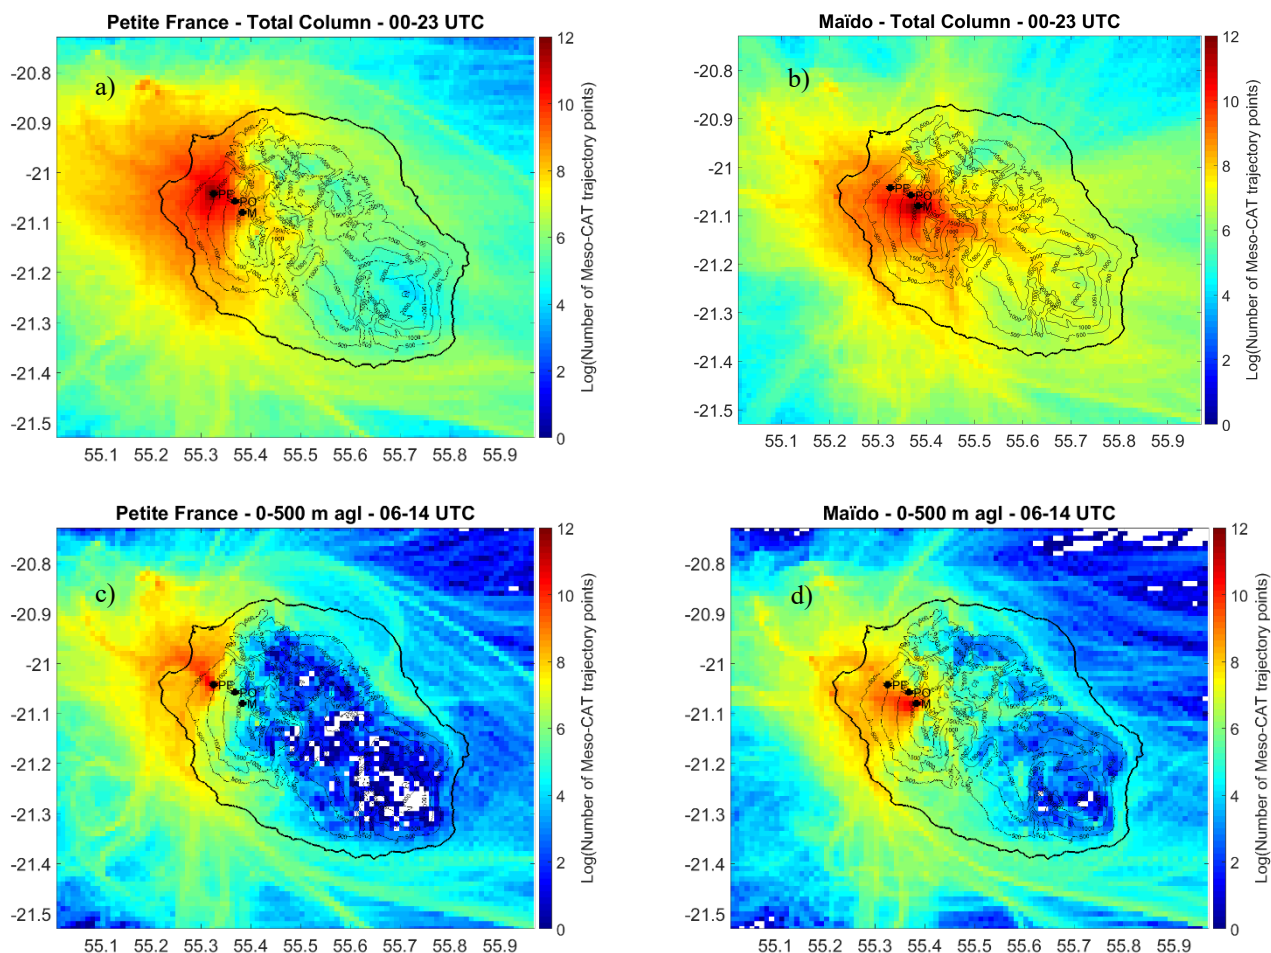 Petite France - Total Column - 00-23 UTC
a)
-20.8
-20.9
-21
-21.1
-21.2
-21.3
-21.4
-21.5
PF
PO
M
55.1 55.2 55.3 55.4 55.5 55.6 55.7 55.8 55.9
12
10
8
6
4
2
0
Log(Number of Meso-CAT trajectory points)
Maïdo - Total Column - 00-23 UTC
b)
-20.8
-20.9
-21
-21.1
-21.2
-21.3
-21.4
-21.5
PF
PO
M
55.1 55.2 55.3 55.4 55.5 55.6 55.7 55.8 55.9
12
10
8
6
4
2
0
Log(Number of Meso-CAT trajectory points)
Petite France - 0-500 m agl - 06-14 UTC
c)
-20.8
-20.9
-21
-21.1
-21.2
-21.3
-21.4
-21.5
PF
PO
M
55.1 55.2 55.3 55.4 55.5 55.6 55.7 55.8 55.9
12
10
8
6
4
2
0
Log(Number of Meso-CAT trajectory points)
Maïdo - 0-500 m agl - 06-14 UTC
d)
-20.8
-20.9
-21
-21.1
-21.2
-21.3
-21.4
-21.5
PF
PO
M
55.1 55.2 55.3 55.4 55.5 55.6 55.7 55.8 55.9
12
10
8
6
4
2
0
Log(Number of Meso-CAT trajectory points)